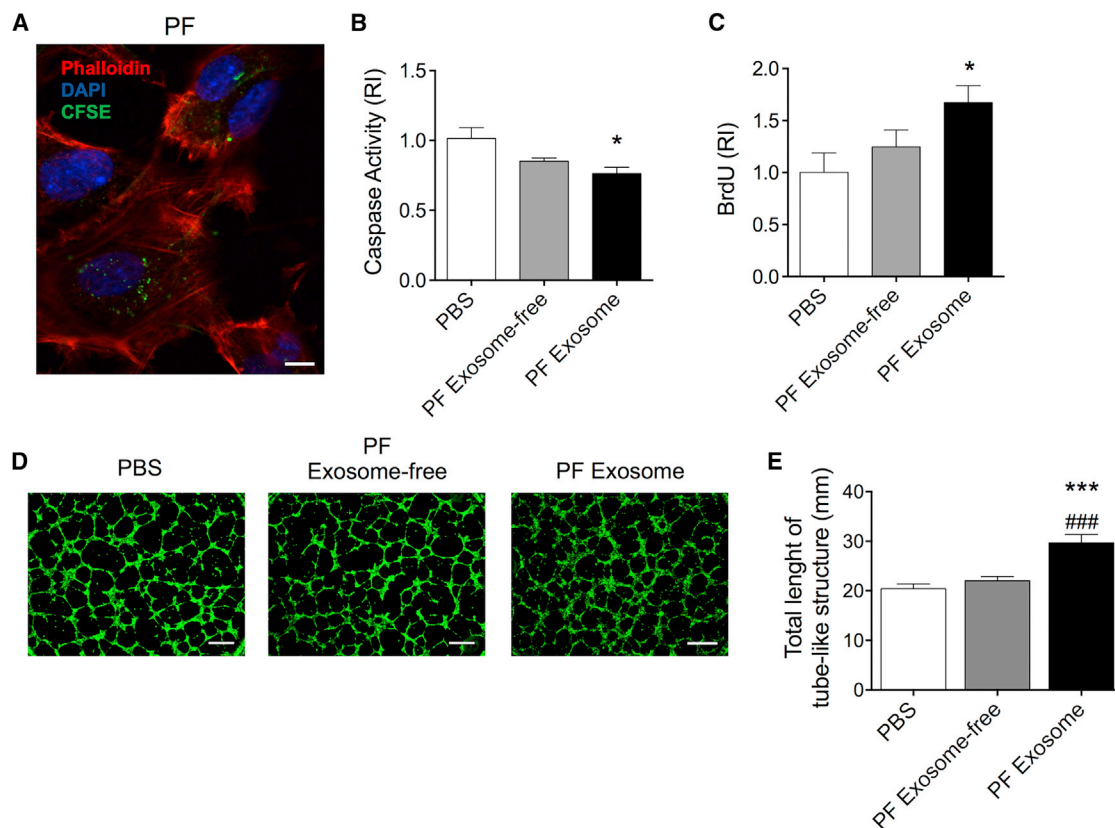 A
PF
Phalloidin
DAPI
CFSE
B
Caspase Activity (RI)
1.5
1.0
0.5
0.0
PBS
PF Exosome-free
PF Exosome
*
C
BrdU (RI)
2.0
1.5
1.0
0.5
0.0
PBS
PF Exosome-free
PF Exosome
*
D
PBS
PF
Exosome-free
PF Exosome
E
Total lenght of
tube-like structure (mm)
40
30
20
10
0
PBS
PF Exosome-free
PF Exosome
***
###